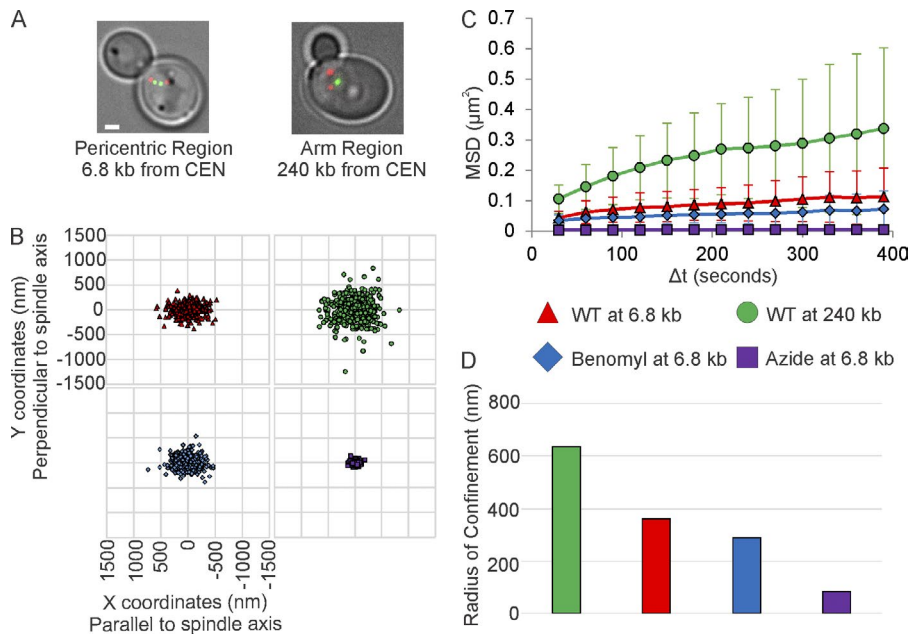 A
Pericentric Region
6.8 kb from CEN
Arm Region
240 kb from CEN
B
Y coordinates (nm)
Perpendicular to spindle axis
1500
1000
500
0
-500
-1000
-1500
1500
1000
500
0
-500
-1000
-1500
X coordinates (nm)
Parallel to spindle axis
C
MSD (μm²)
0.7
0.6
0.5
0.4
0.3
0.2
0.1
0
0 100 200 300 400
Δt (seconds)
WT at 6.8 kb
WT at 240 kb
Benomyl at 6.8 kb
Azide at 6.8 kb
D
Radius of Confinement (nm)
800
600
400
200
0